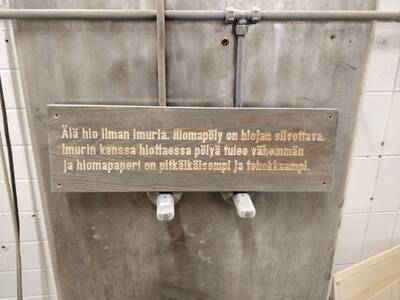 Älä hio ilman imuria. Hiomapöly on hiojan siivottava.
Imurin kanssa hiottaessa pölyä tulee vähemmän
ja hiomapaperi on pitkäikäisempi ja tehokkaampi.